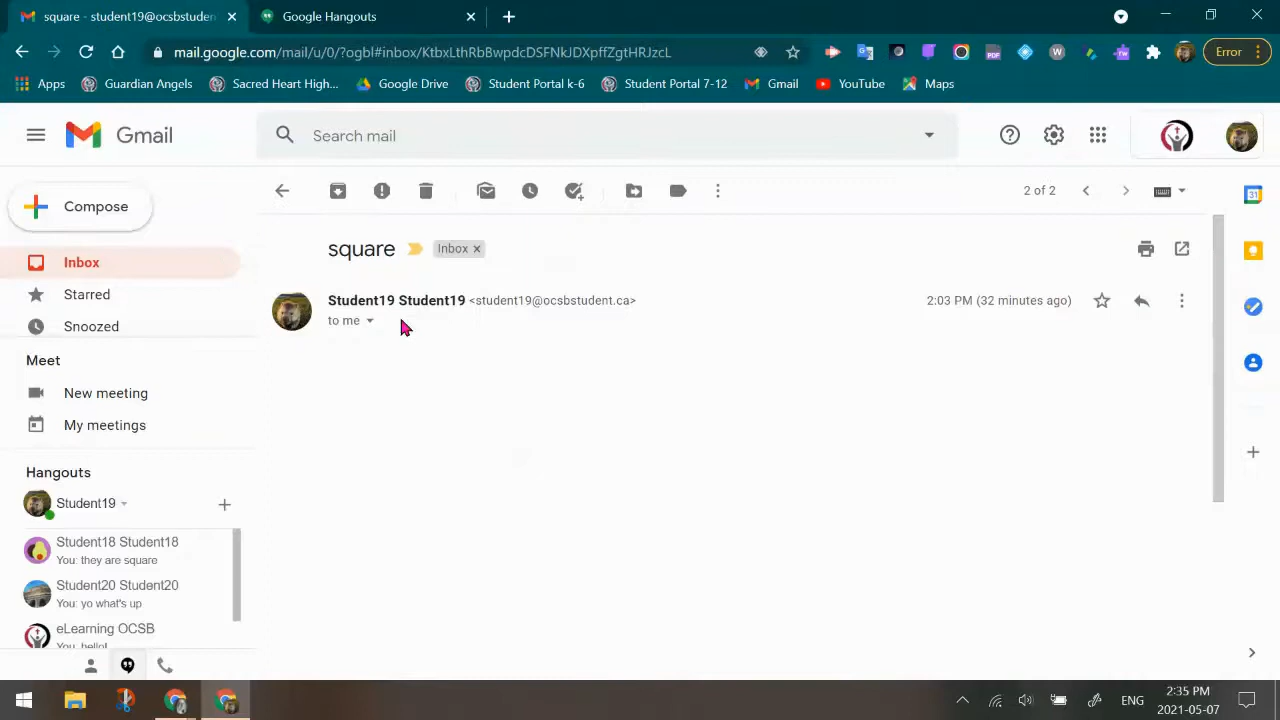 square - student19@ocsbstuden
Google Hangouts
mail.google.com/mail/u/0/?ogbl#inbox/KtbxLthRbBwpdcDSFNkJDXpffZgtHRJzcL
Error
Apps
Guardian Angels
Sacred Heart High...
Google Drive
Student Portal k-6
Student Portal 7-12
Gmail
YouTube
Maps
Gmail
Search mail
Compose
2 of 2
Inbox
square
Inbox
Starred
Student19 Student19 <student19@ocsbstudent.ca>
2:03 PM (32 minutes ago)
to me
Snoozed
Meet
New meeting
My meetings
Hangouts
Student19
Student18 Student18
You: they are square
Student20 Student20
You: yo what's up
eLearning OCSB
You: hello!
ENG
2:35 PM
2021-05-07